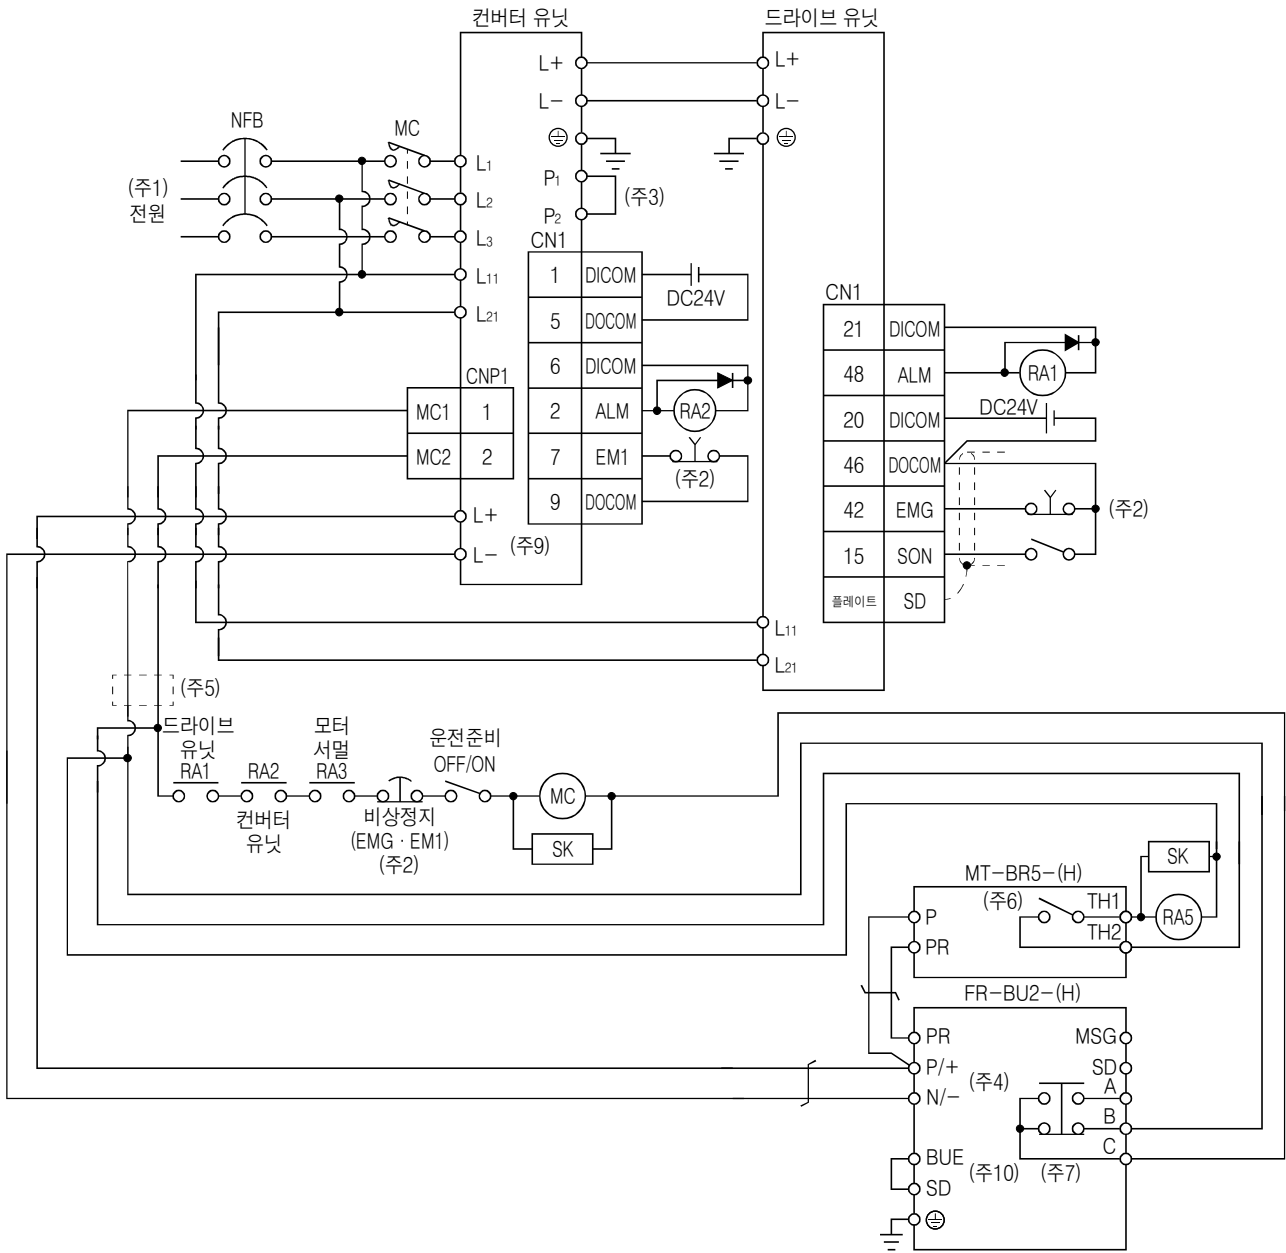 컨버터 유닛
드라이브 유닛
L+
L+
L−
L−
NFB
MC
L1
P1
(주3)
(주1)
전원
L2
P2
L3
CN1
L11
1 DICOM
DC24V
L21
5 DOCOM
6 DICOM
CNP1
MC1 1
2 ALM
RA2
MC2 2
7 EM1
(주2)
9 DOCOM
L+
L−
(주9)
CN1
21 DICOM
48 ALM
RA1
20 DICOM
DC24V
46 DOCOM
42 EMG
(주2)
15 SON
플레이트 SD
L11
L21
(주5)
드라이브
유닛
RA1
RA2
컨버터
유닛
모터
서멀
RA3
비상정지
(EMG · EM1)
(주2)
운전준비
OFF/ON
MC
SK
SK
MT−BR5−(H)
(주6)
TH1
P
RA5
TH2
PR
FR−BU2−(H)
PR
MSG
P/+
SD
(주4)
A
N/−
B
C
BUE
(주10)
(주7)
SD